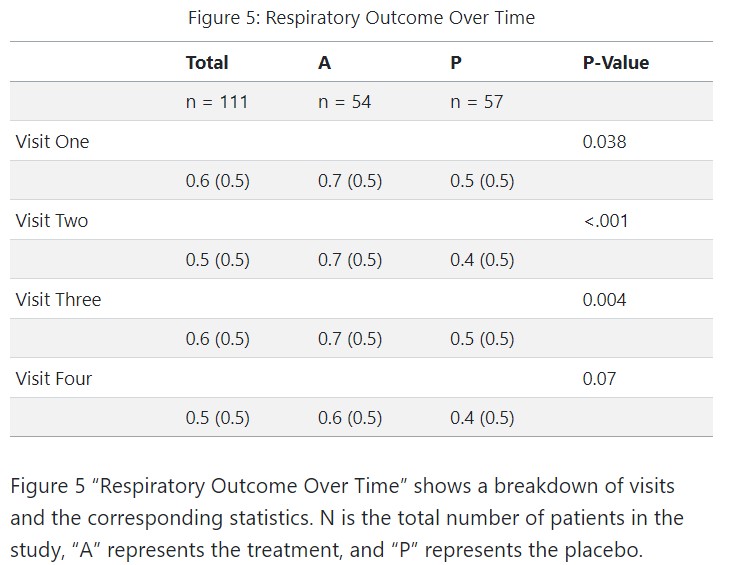 Figure 5: Respiratory Outcome Over Time
Total A P P-Value
n = 111 n = 54 n = 57
Visit One 0.038
0.6 (0.5) 0.7 (0.5) 0.5 (0.5)
Visit Two <.001
0.5 (0.5) 0.7 (0.5) 0.4 (0.5)
Visit Three 0.004
0.6 (0.5) 0.7 (0.5) 0.5 (0.5)
Visit Four 0.07
0.5 (0.5) 0.6 (0.5) 0.4 (0.5)
Figure 5 “Respiratory Outcome Over Time” shows a breakdown of visits
and the corresponding statistics. N is the total number of patients in the
study, “A” represents the treatment, and “P” represents the placebo.